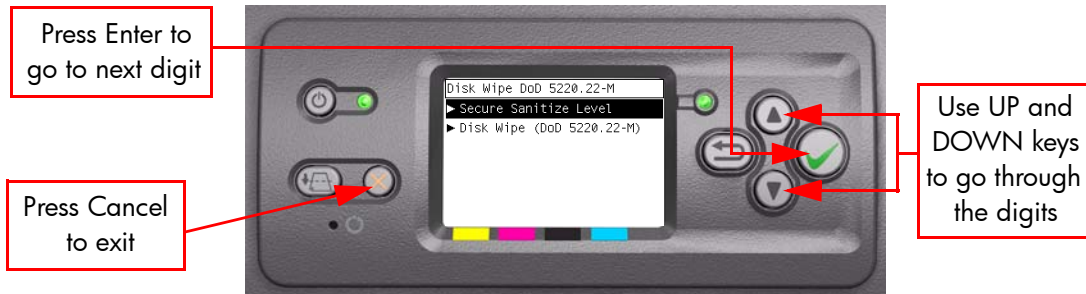 Press Enter to
go to next digit
Disk Wipe DoD 5220.22-M
▶ Secure Sanitize Level
▶ Disk Wipe (DoD 5220.22-M)
Use UP and
DOWN keys
to go through
the digits
Press Cancel
to exit